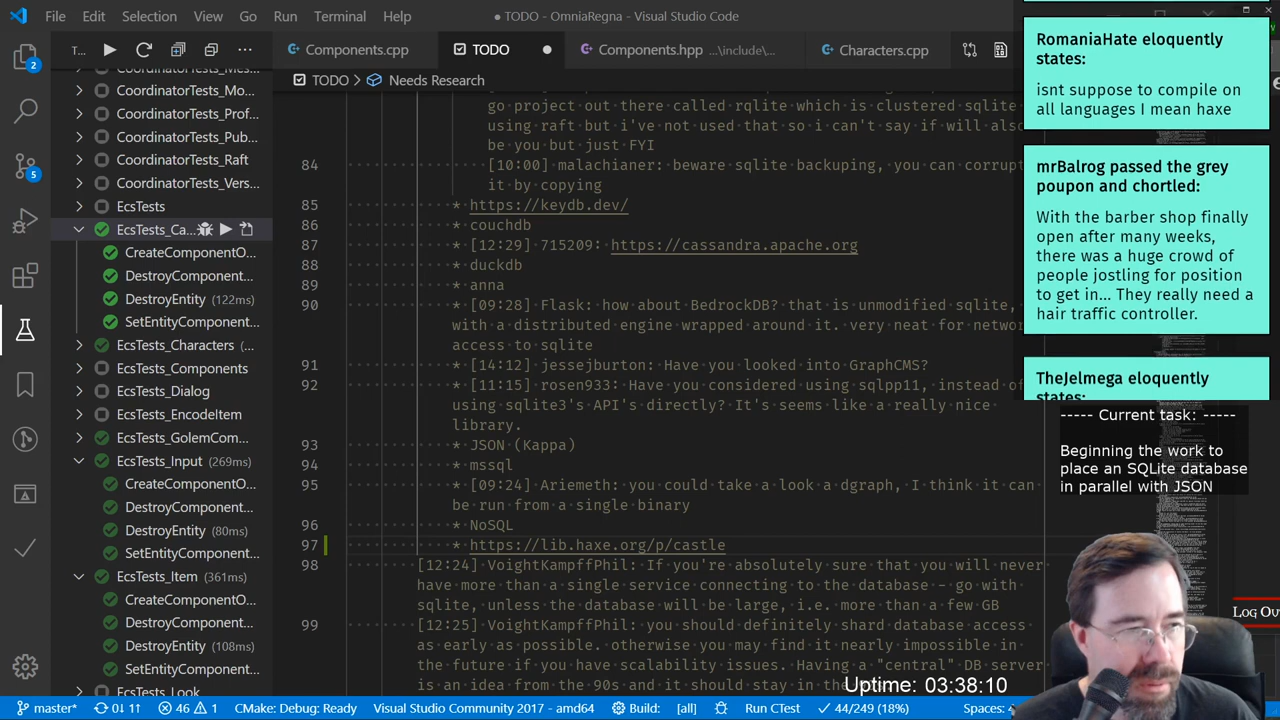 File Edit Selection View Go Run Terminal Help
● TODO - OmniaRegna - Visual Studio Code
T...
Components.cpp
TODO
Components.hpp ...\include\...
Characters.cpp
TODO > Needs Research
CoordinatorTests_Mo...
CoordinatorTests_Prof...
CoordinatorTests_Pub...
CoordinatorTests_Raft
CoordinatorTests_Vers...
EcsTests
EcsTests_Ca...
CreateComponentO...
DestroyComponent...
DestroyEntity (122ms)
SetEntityComponent...
EcsTests_Characters (...
EcsTests_Components
EcsTests_Dialog
EcsTests_EncodeItem
EcsTests_GolemCom...
EcsTests_Input (269ms)
CreateComponentO...
DestroyComponent...
DestroyEntity (80ms)
SetEntityComponent...
EcsTests_Item (361ms)
CreateComponentO...
DestroyComponent...
DestroyEntity (108ms)
SetEntityComponent...
EcsTests_Look
go project out there called rqlite which is clustered sqlite
using raft but i've not used that so i can't say if will also
be you but just FYI
84 [10:00] malachianer: beware sqlite backuping, you can corrupt
it by copying
85 * https://keydb.dev/
86 * couchdb
87 * [12:29] 715209: https://cassandra.apache.org
88 * duckdb
89 * anna
90 * [09:28] Flask: how about BedrockDB? that is unmodified sqlite,
with a distributed engine wrapped around it. very neat for network
access to sqlite
91 * [14:12] jessejburton: Have you looked into GraphCMS?
92 * [11:15] rosen933: Have you considered using sqlpp11, instead of
using sqlite3's API's directly? It's seems like a really nice
library.
93 * JSON (Kappa)
94 * mssql
95 * [09:24] Ariemeth: you could take a look a dgraph, I think it can
be run from a single binary
96 * NoSQL
97 * https://lib.haxe.org/p/castle
98 [12:24] VoightKampffPhil: If you're absolutely sure that you will never
have more than a single service connecting to the database - go with
sqlite, unless the database will be large, i.e. more than a few GB
99 [12:25] VoightKampffPhil: you should definitely shard database access
as early as possible. otherwise you may find it nearly impossible in
the future if you have scalability issues. Having a "central" DB server
is an idea from the 90s and it should stay in the
RomaniaHate eloquently
states:
isnt suppose to compile on
all languages I mean haxe
mrBalrog passed the grey
poupon and chortled:
With the barber shop finally
open after many weeks,
there was a huge crowd of
people jostling for position
to get in... They really need a
hair traffic controller.
TheJelmega eloquently
states:
----- Current task: -----
Beginning the work to
place an SQLite database
in parallel with JSON
Log Ou
Uptime: 03:38:10
2
5
master* 0↓ 11↑ 46 1 CMake: Debug: Ready Visual Studio Community 2017 - amd64 Build: [all] Run CTest 44/249 (18%) Spaces: